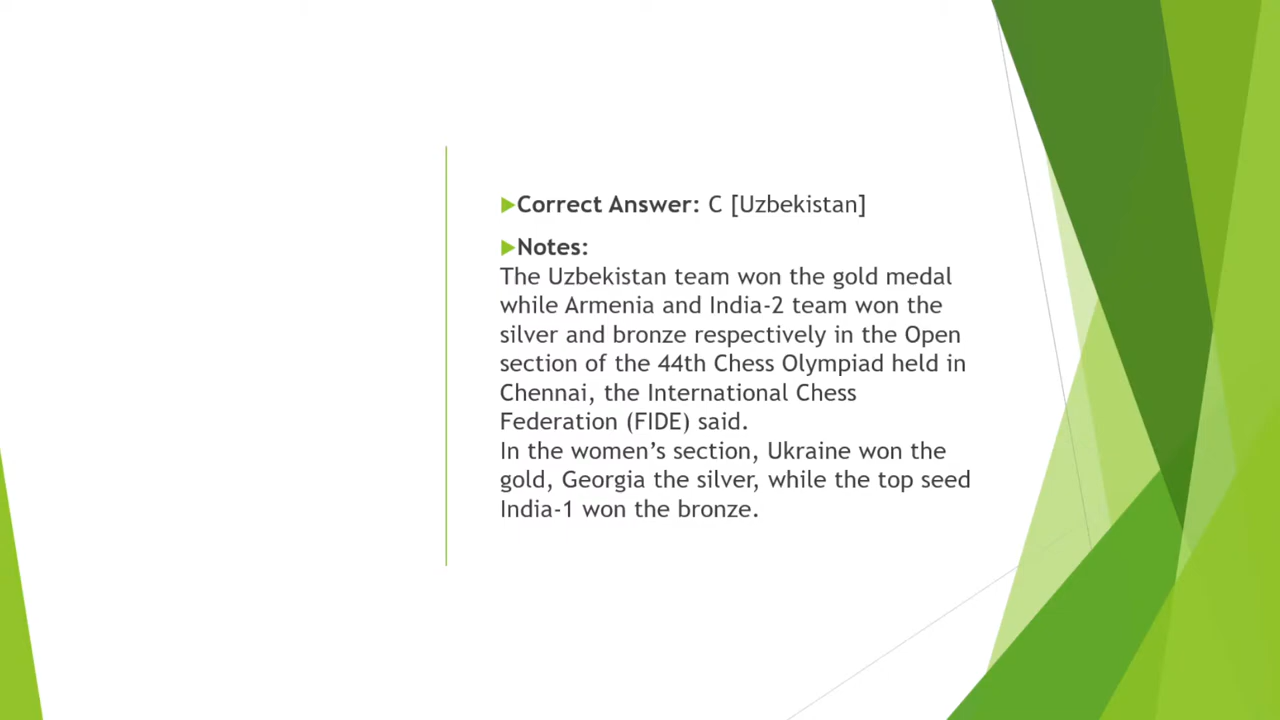 Correct Answer: C [Uzbekistan]
Notes:
The Uzbekistan team won the gold medal
while Armenia and India-2 team won the
silver and bronze respectively in the Open
section of the 44th Chess Olympiad held in
Chennai, the International Chess
Federation (FIDE) said.
In the women’s section, Ukraine won the
gold, Georgia the silver, while the top seed
India-1 won the bronze.